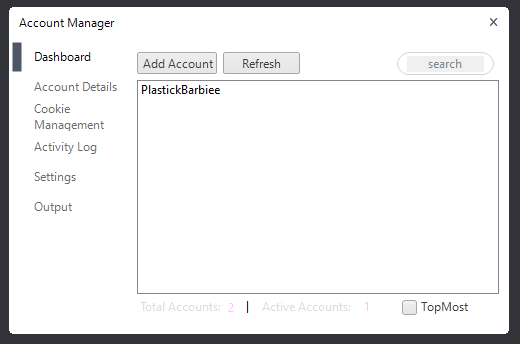 Account Manager
Dashboard
Account Details
Cookie
Management
Activity Log
Settings
Output
Add Account
Refresh
search
PlastickBarbiee
Total Accounts: 2 | Active Accounts: 1
TopMost